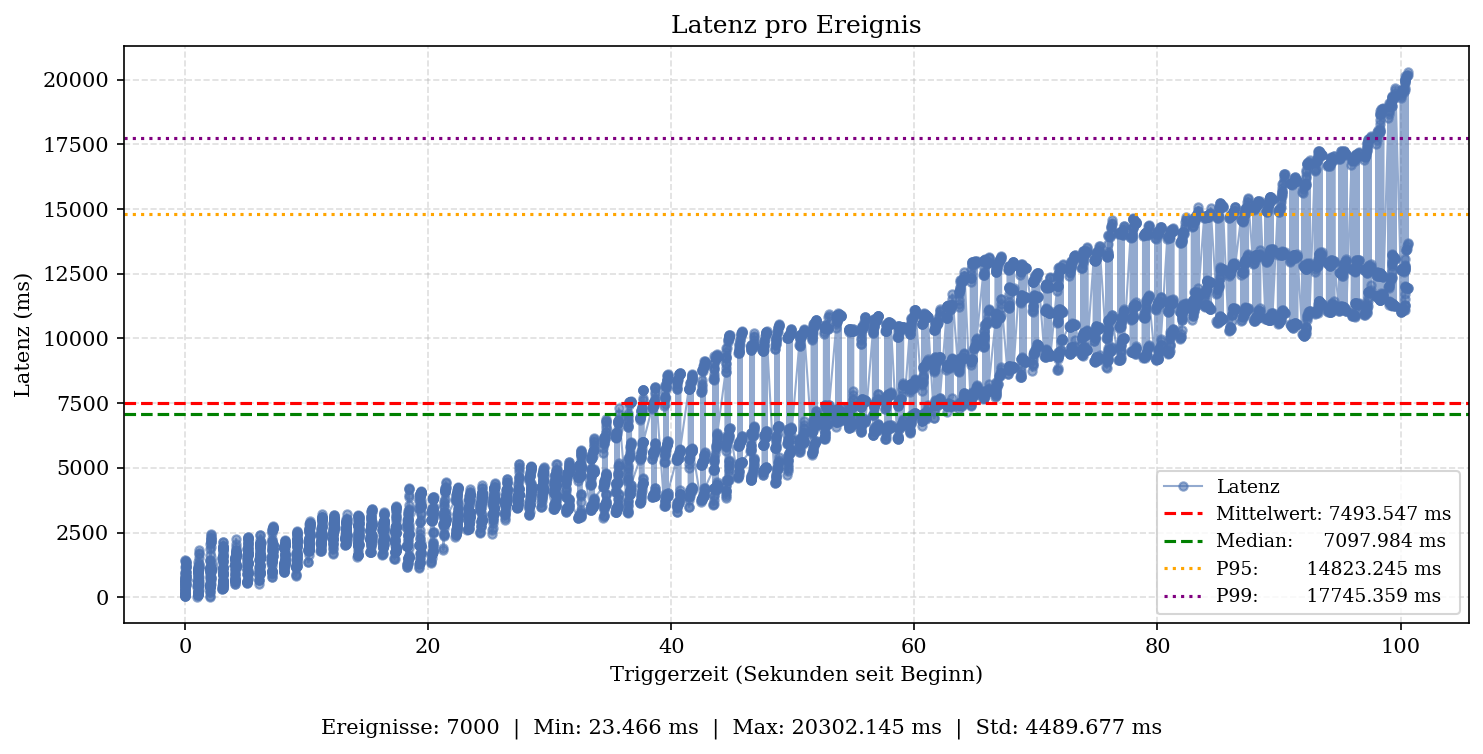 Latenz pro Ereignis
Latenz (ms)
20000
17500
15000
12500
10000
7500
5000
2500
0
Latenz
Mittelwert: 7493.547 ms
Median: 7097.984 ms
P95: 14823.245 ms
P99: 17745.359 ms
0 20 40 60 80 100
Triggerzeit (Sekunden seit Beginn)
Ereignisse: 7000 | Min: 23.466 ms | Max: 20302.145 ms | Std: 4489.677 ms